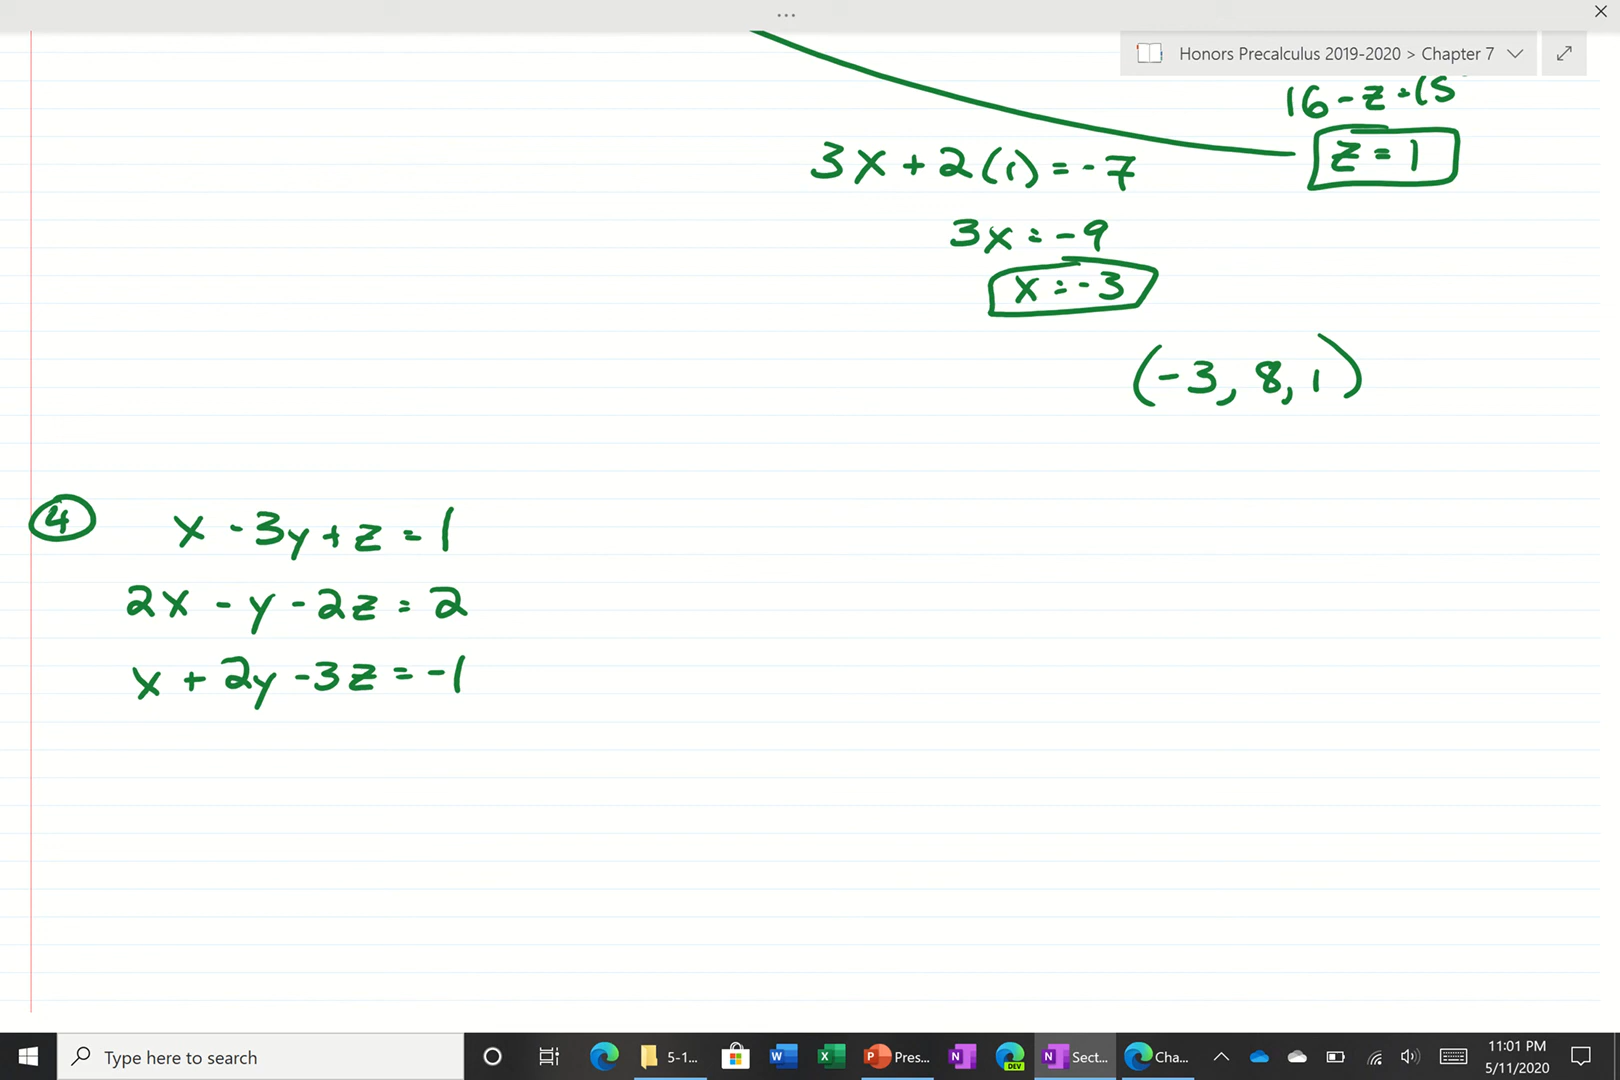 ...
Honors Precalculus 2019-2020 > Chapter 7
16 - z = 15
z = 1
3x + 2(1) = -7
3x = -9
x = -3
(-3, 8, 1)
4 x - 3y + z = 1
2x - y - 2z = 2
x + 2y - 3z = -1
Type here to search
5-1...
Pres...
DEV
Sect...
Cha...
11:01 PM
5/11/2020